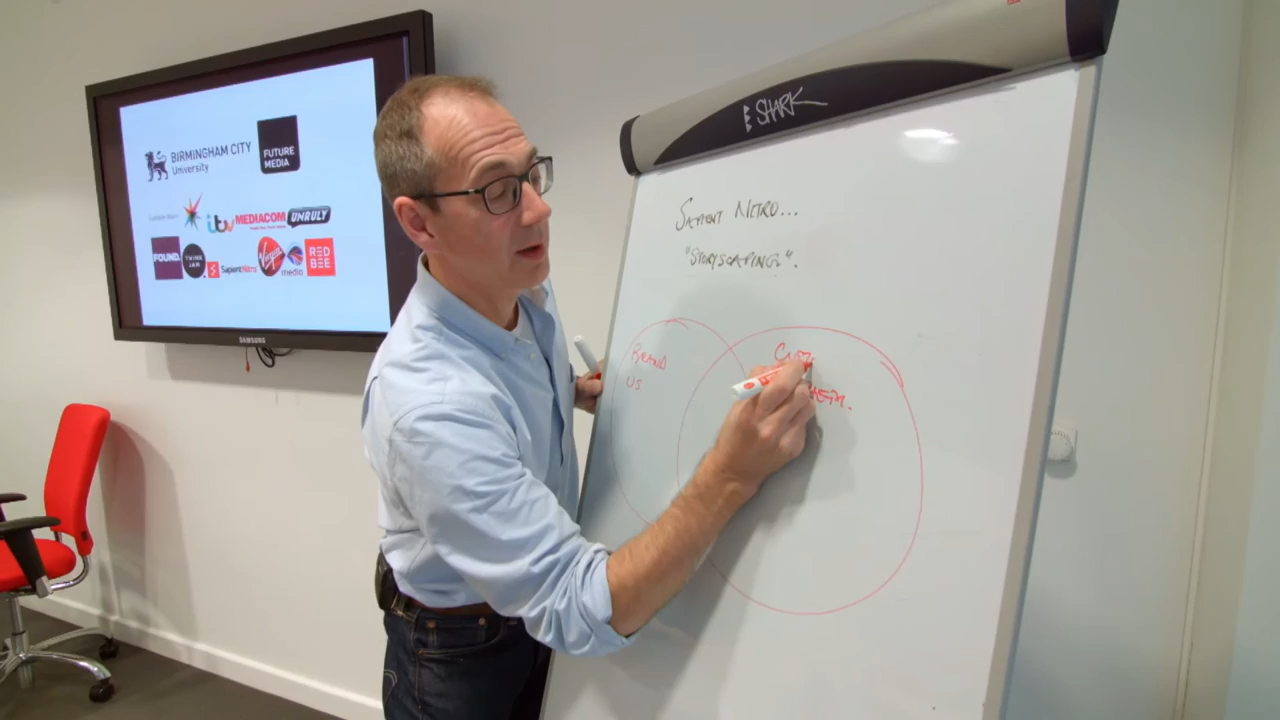 BIRMINGHAM CITY
University
FUTURE
MEDIA
itv
MEDIACOM
UNRULY
FOUND.
THINK
JAM
SapientNitro
Virgin
media
RED
BEE
SAMSUNG
SHARK
SAPIENT NITRO...
"STORYSCAPING".
BRAND
US